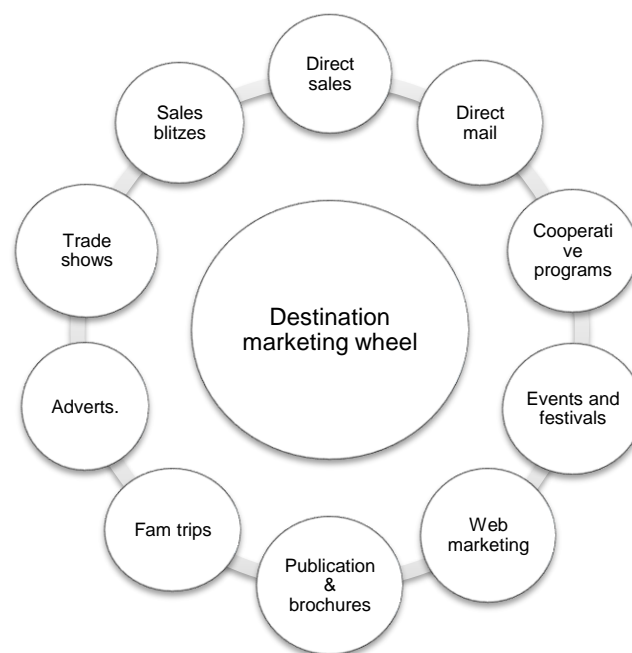 Direct
sales
Direct
mail
Cooperati
ve
programs
Events and
festivals
Web
marketing
Publication
&
brochures
Fam trips
Adverts.
Trade
shows
Sales
blitzes
Destination
marketing wheel